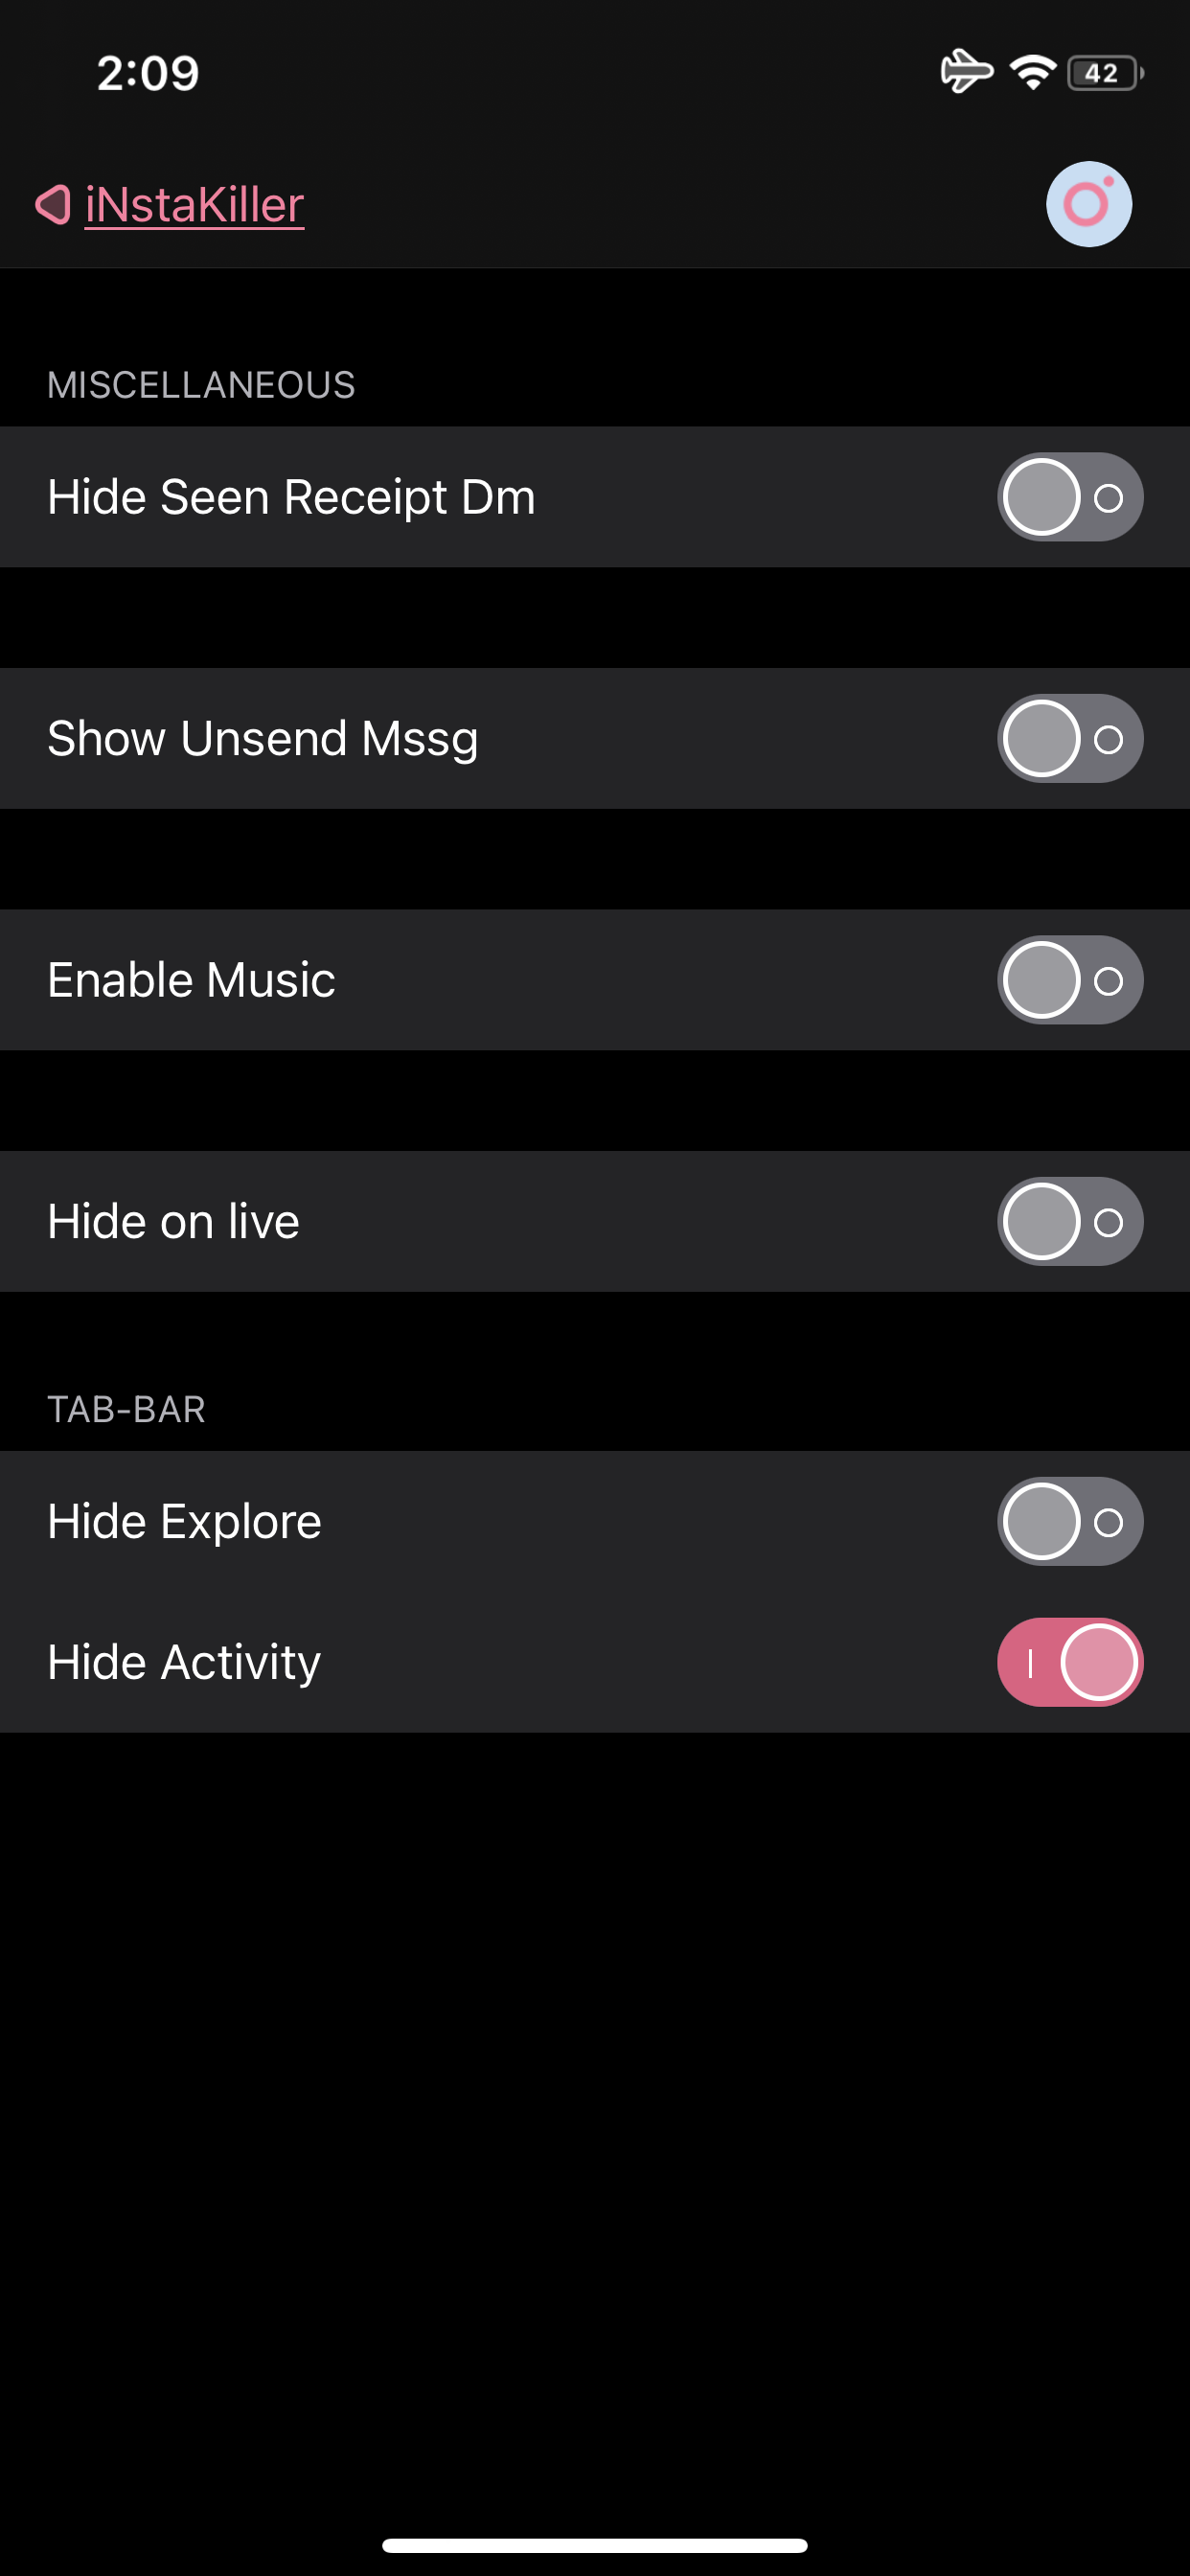 2:09
42
iNstaKiller
MISCELLANEOUS
Hide Seen Receipt Dm
Show Unsend Mssg
Enable Music
Hide on live
TAB-BAR
Hide Explore
Hide Activity